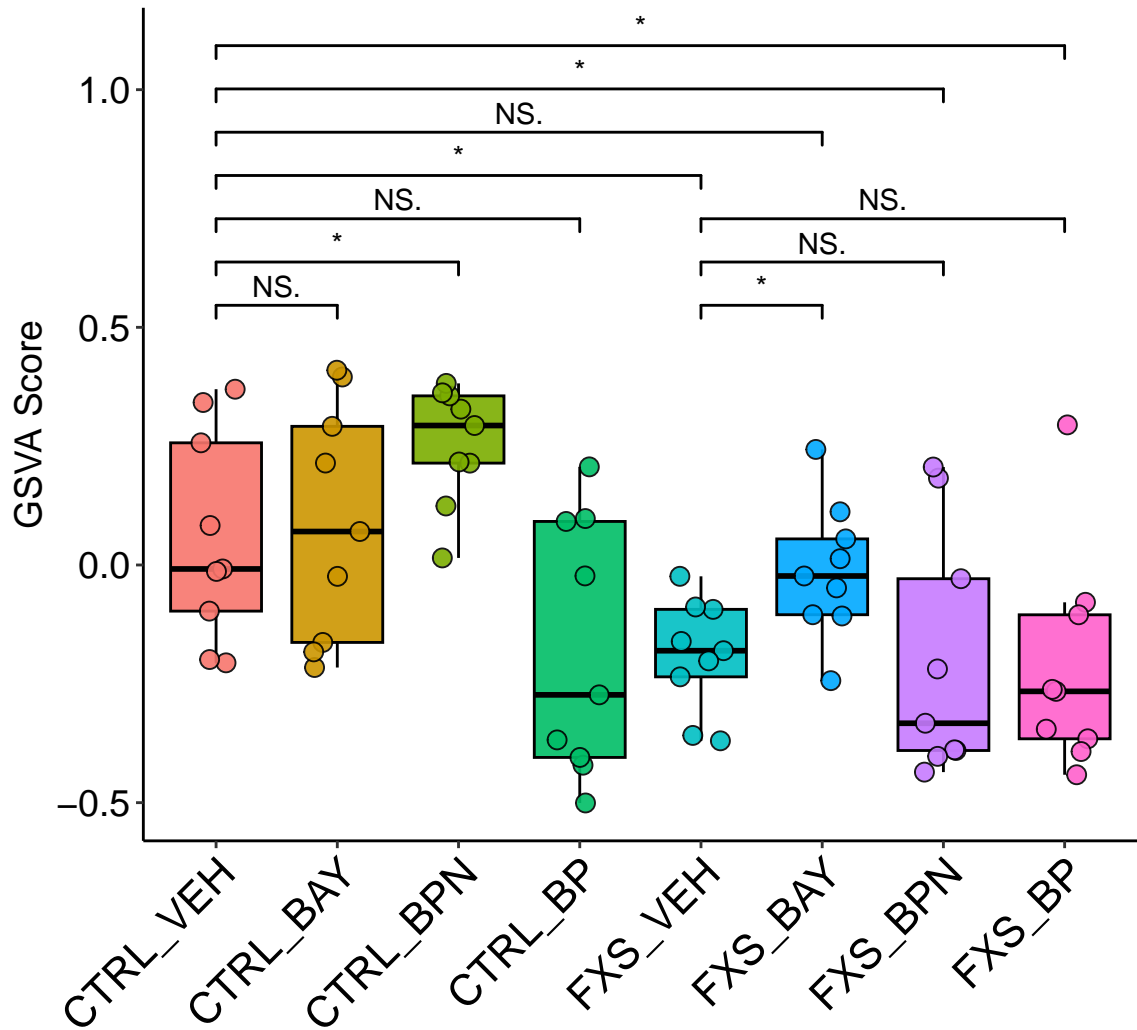 *
*
NS.
*
NS.
NS.
*
NS.
NS.
*
1.0
0.5
0.0
−0.5
GSVA Score
CTRL_VEH
CTRL_BAY
CTRL_BPN
CTRL_BP
FXS_VEH
FXS_BAY
FXS_BPN
FXS_BP